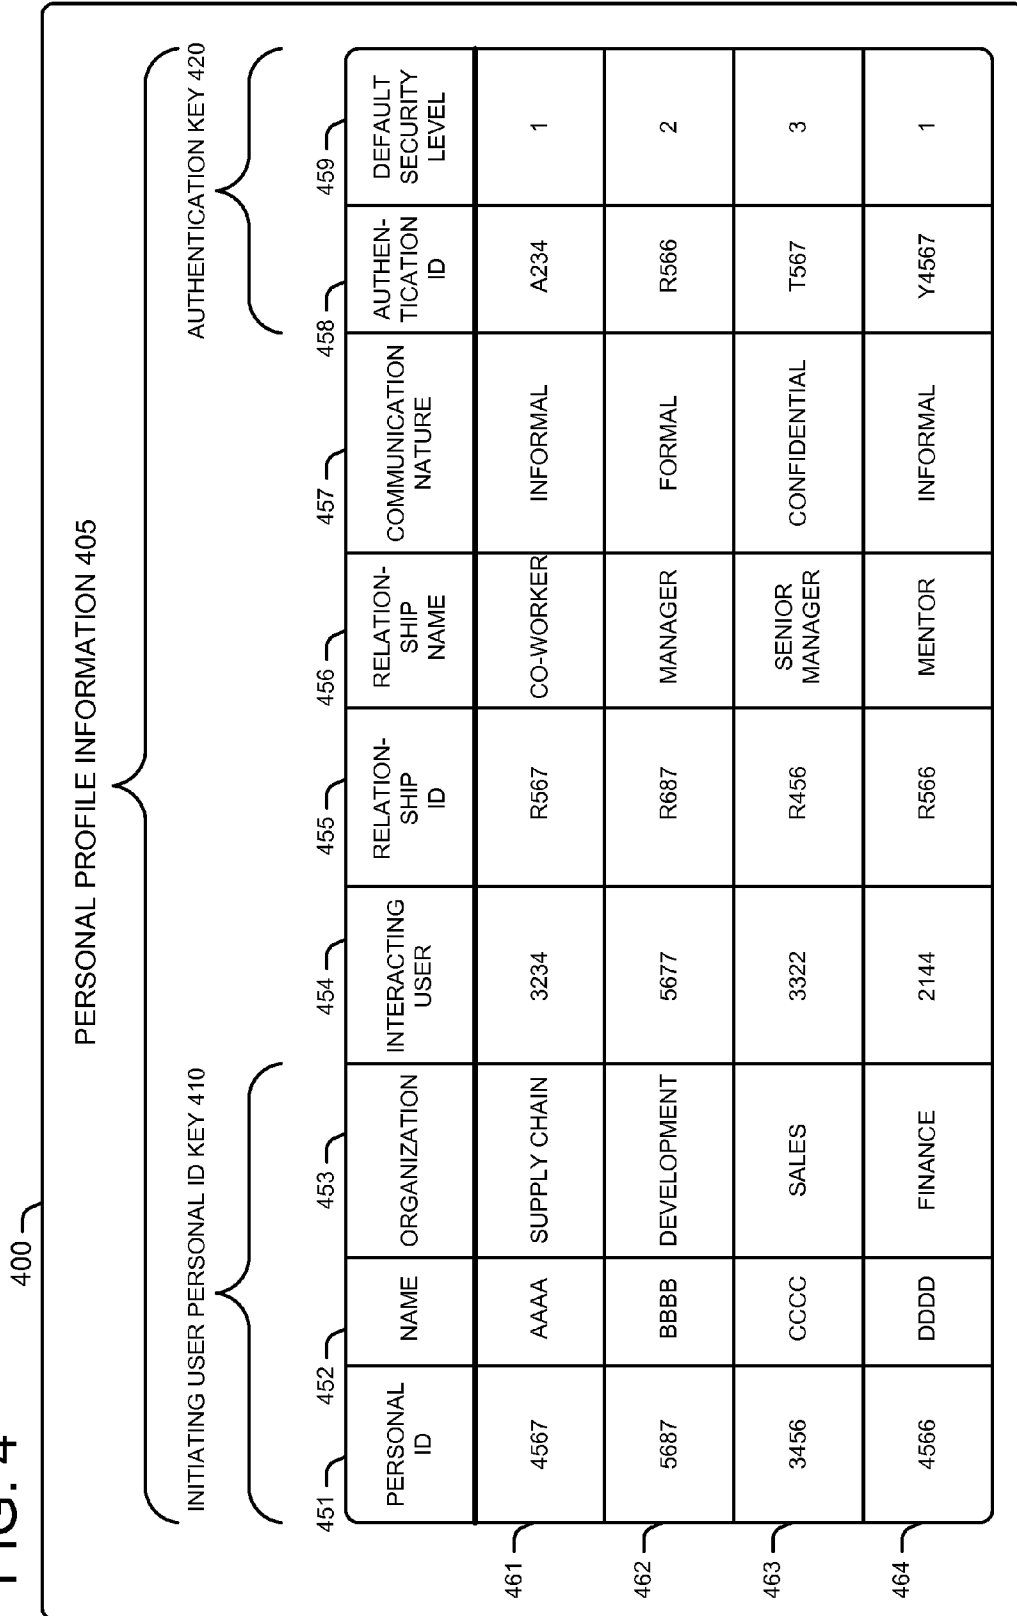 FIG. 4
400
PERSONAL PROFILE INFORMATION 405
INITIATING USER PERSONAL ID KEY 410
AUTHENTICATION KEY 420
451
452
453
454
455
456
457
458
459
PERSONAL
ID
NAME
ORGANIZATION
INTERACTING
USER
RELATION-
SHIP
ID
RELATION-
SHIP
NAME
COMMUNICATION
NATURE
AUTHEN-
TICATION
ID
DEFAULT
SECURITY
LEVEL
461
4567
AAAA
SUPPLY CHAIN
3234
R567
CO-WORKER
INFORMAL
A234
1
462
5687
BBBB
DEVELOPMENT
5677
R687
MANAGER
FORMAL
R566
2
463
3456
CCCC
SALES
3322
R456
SENIOR
MANAGER
CONFIDENTIAL
T567
3
464
4566
DDDD
FINANCE
2144
R566
MENTOR
INFORMAL
Y4567
1